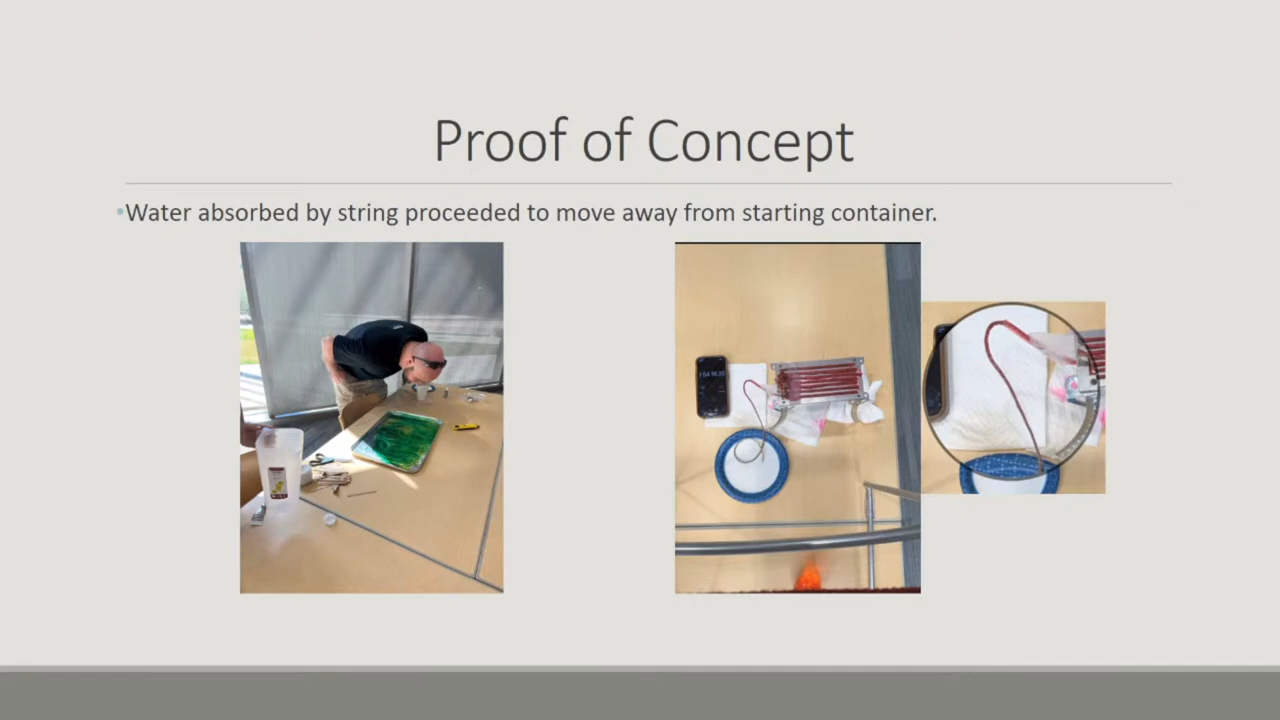 Proof of Concept
Water absorbed by string proceeded to move away from starting container.